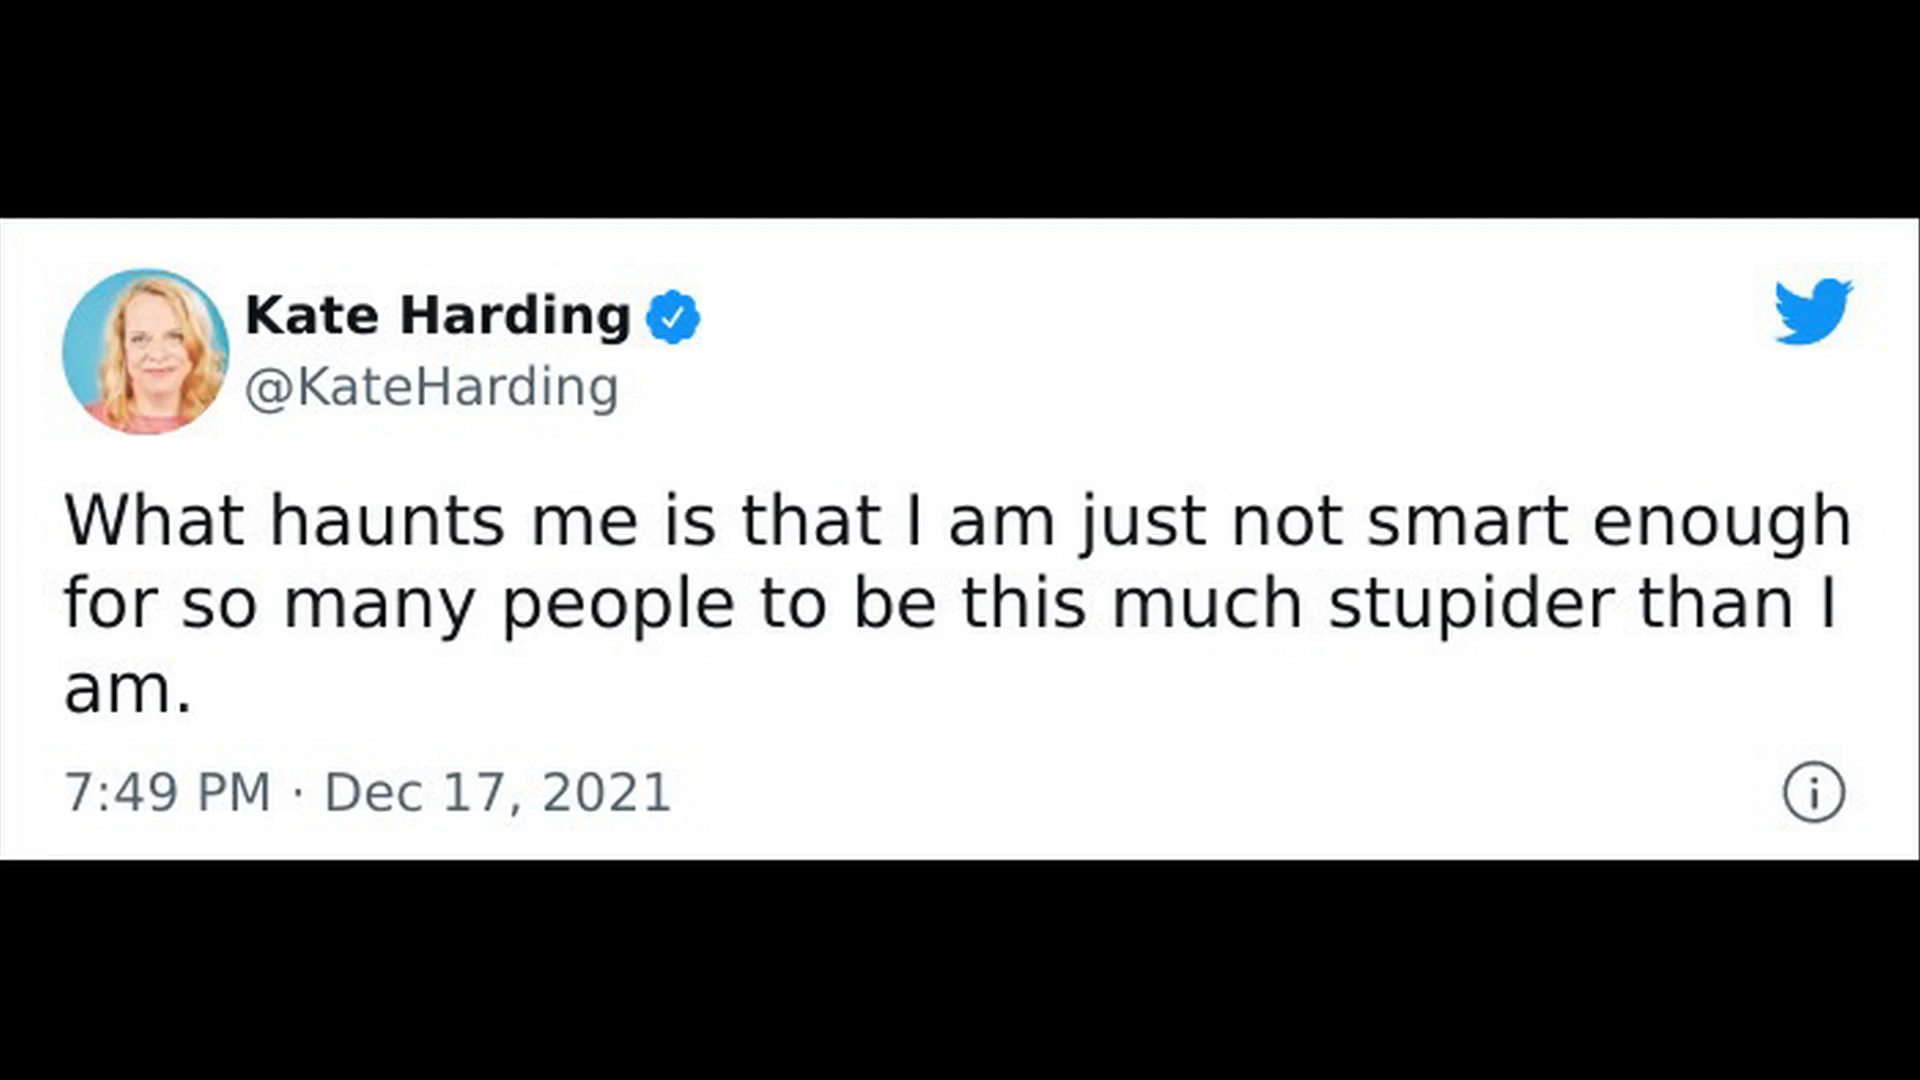 Kate Harding
@KateHarding
What haunts me is that I am just not smart enough
for so many people to be this much stupider than I
am.
7:49 PM · Dec 17, 2021